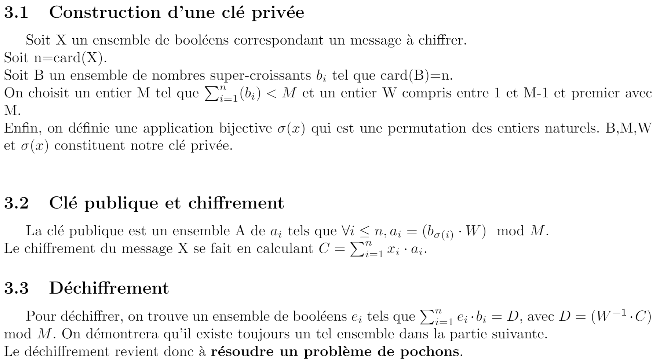 3.1 Construction d'une clé privée
Soit X un ensemble de booléens correspondant un message à chiffrer.
Soit n=card(X).
Soit B un ensemble de nombres super-croissants $b_i$ tel que card(B)=n.
On choisit un entier M tel que $\sum_{i=1}^{n}(b_i) < M$ et un entier W compris entre 1 et M-1 et premier avec
M.
Enfin, on définie une application bijective $\sigma(x)$ qui est une permutation des entiers naturels. B,M,W
et $\sigma(x)$ constituent notre clé privée.
3.2 Clé publique et chiffrement
La clé publique est un ensemble A de $a_i$ tels que $\forall i \leq n, a_i = (b_{\sigma(i)} \cdot W) \mod M$.
Le chiffrement du message X se fait en calculant $C = \sum_{i=1}^{n} x_i \cdot a_i$.
3.3 Déchiffrement
Pour déchiffrer, on trouve un ensemble de booléens $e_i$ tels que $\sum_{i=1}^{n} e_i \cdot b_i = D$, avec $D = (W^{-1} \cdot C)$
mod $M$. On démontrera qu'il existe toujours un tel ensemble dans la partie suivante.
Le déchiffrement revient donc à résoudre un problème de pochons.